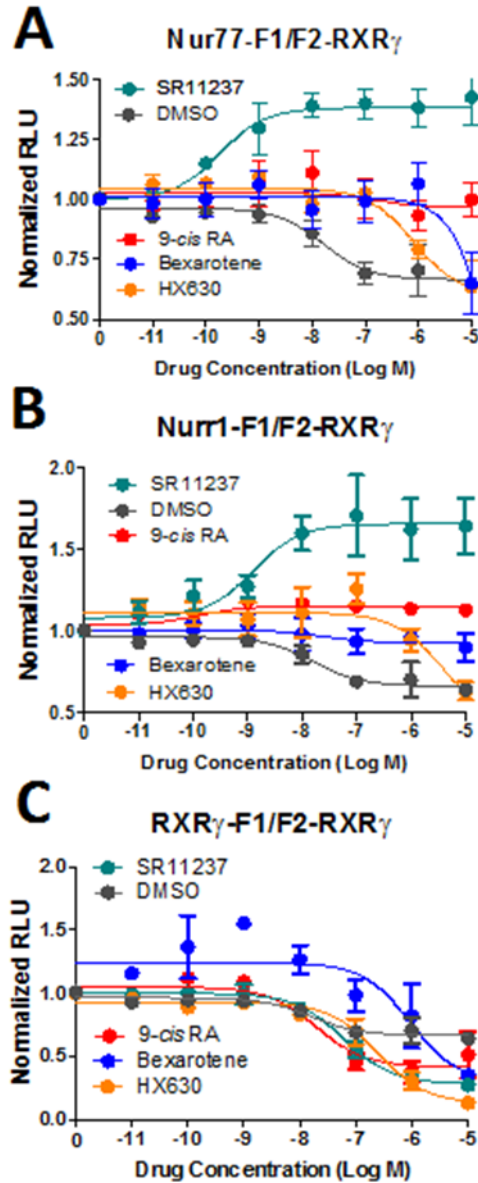 A
Nur77-F1/F2-RXRγ
1.50
1.25
1.00
0.75
0.50
Normalized RLU
SR11237
DMSO
9-cis RA
Bexarotene
HX630
0 -11 -10 -9 -8 -7 -6 -5
Drug Concentration (Log M)
B
Nurr1-F1/F2-RXRγ
2.0
1.5
1.0
0.5
Normalized RLU
SR11237
DMSO
9-cis RA
Bexarotene
HX630
0 -11 -10 -9 -8 -7 -6 -5
Drug Concentration (Log M)
C
RXRγ-F1/F2-RXRγ
2.0
1.5
1.0
0.5
0.0
Normalized RLU
SR11237
DMSO
9-cis RA
Bexarotene
HX630
0 -11 -10 -9 -8 -7 -6 -5
Drug Concentration (Log M)